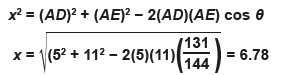 x² = (AD)² + (AE)² – 2(AD)(AE) cos θ
x = √(5² + 11² – 2(5)(11)(131/144) = 6.78